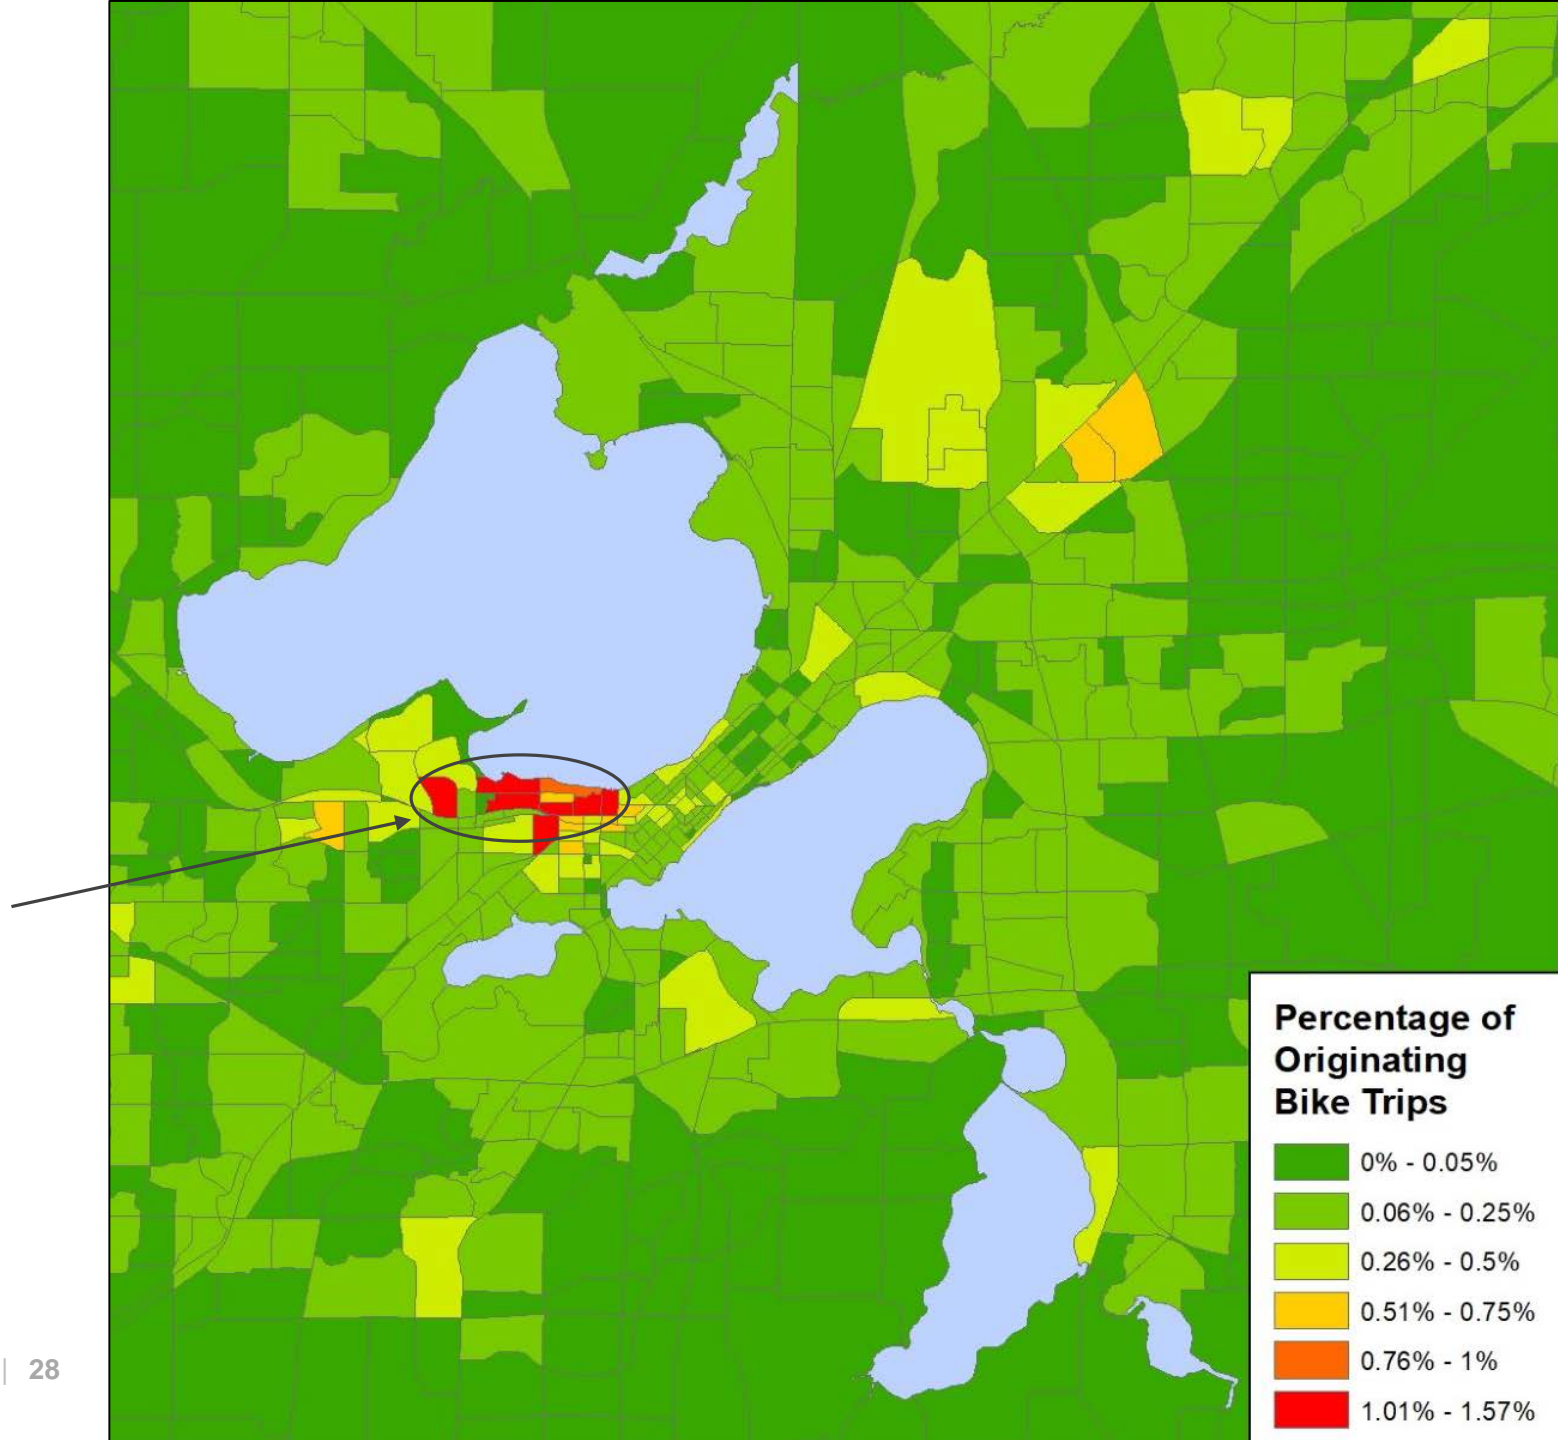 Percentage of
Originating
Bike Trips
0% - 0.05%
0.06% - 0.25%
0.26% - 0.5%
0.51% - 0.75%
0.76% - 1%
1.01% - 1.57%
| 28